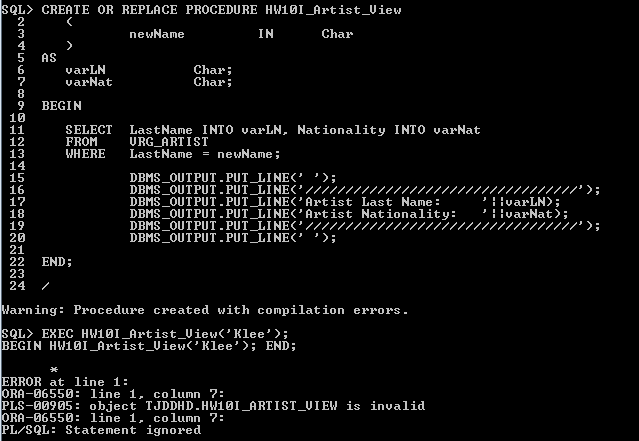 SQL> CREATE OR REPLACE PROCEDURE HW10I_Artist_View
2 (
3 newName IN Char
4 )
5 AS
6 varLN Char;
7 varNat Char;
8
9 BEGIN
10
11 SELECT LastName INTO varLN, Nationality INTO varNat
12 FROM VRG_ARTIST
13 WHERE LastName = newName;
14
15 DBMS_OUTPUT.PUT_LINE(' ');
16 DBMS_OUTPUT.PUT_LINE('//////////////////////////////////');
17 DBMS_OUTPUT.PUT_LINE('Artist Last Name: '||varLN);
18 DBMS_OUTPUT.PUT_LINE('Artist Nationality: '||varNat);
19 DBMS_OUTPUT.PUT_LINE('//////////////////////////////////');
20 DBMS_OUTPUT.PUT_LINE(' ');
21
22 END;
23
24 /
Warning: Procedure created with compilation errors.
SQL> EXEC HW10I_Artist_View('Klee');
BEGIN HW10I_Artist_View('Klee'); END;
*
ERROR at line 1:
ORA-06550: line 1, column 7:
PLS-00905: object TJDDHD.HW10I_ARTIST_VIEW is invalid
ORA-06550: line 1, column 7:
PL/SQL: Statement ignored